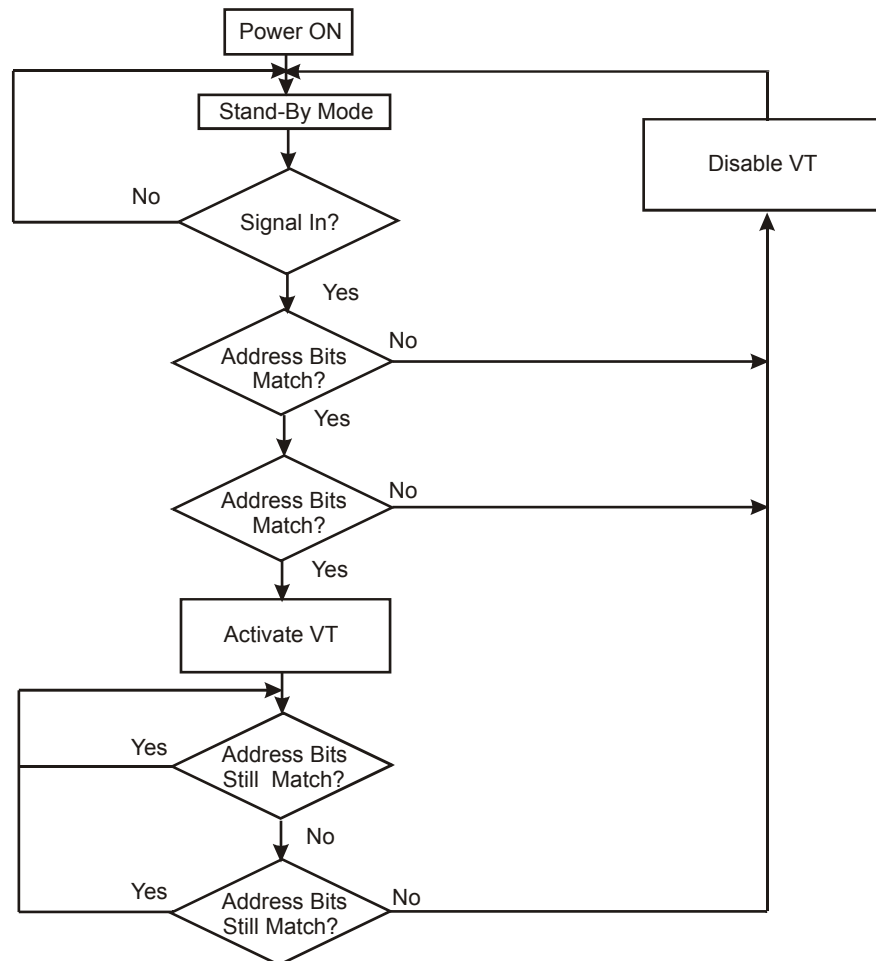 Power ON
Stand-By Mode
Disable VT
No
Signal In?
Yes
Address Bits
Match?
No
Yes
Address Bits
Match?
No
Yes
Activate VT
Yes
Address Bits
Still Match?
No
Yes
Address Bits
Still Match?
No